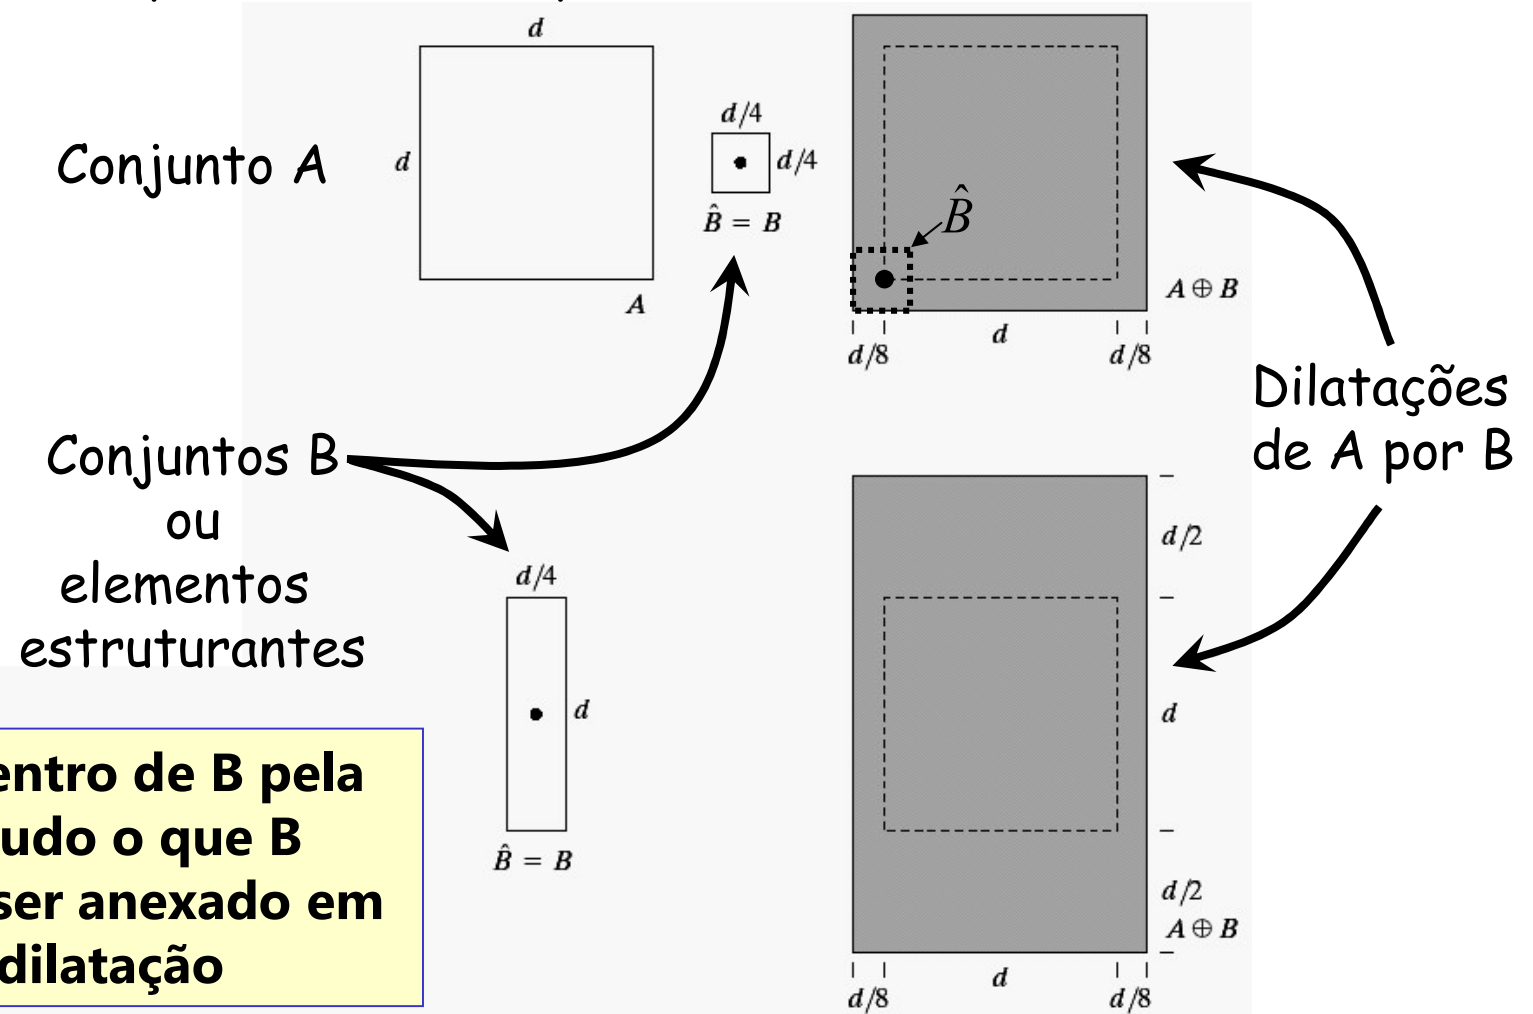 d
d/4
Conjunto A
d
d/4
B̂ = B
B̂
A
A ⊕ B
d
d/8
d/8
Dilatações
de A por B
Conjuntos B
ou
elementos
estruturantes
d/4
d
B̂ = B
d/2
d
d/2
A ⊕ B
d
d/8
d/8
entro de B pela
udo o que B
ser anexado em
dilatação